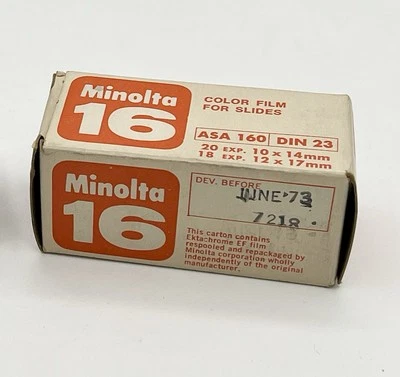 Minolta
16
COLOR FILM
FOR SLIDES
ASA 160 DIN 23
20 EXP. 10 x 14mm
18 EXP. 12 x 17mm
Minolta
16
DEV. BEFORE
JUNE '73
7218
This carton contains
Ektachrome EF film
respooled and repackaged by
Minolta corporation wholly
independently of the original
manufacturer.